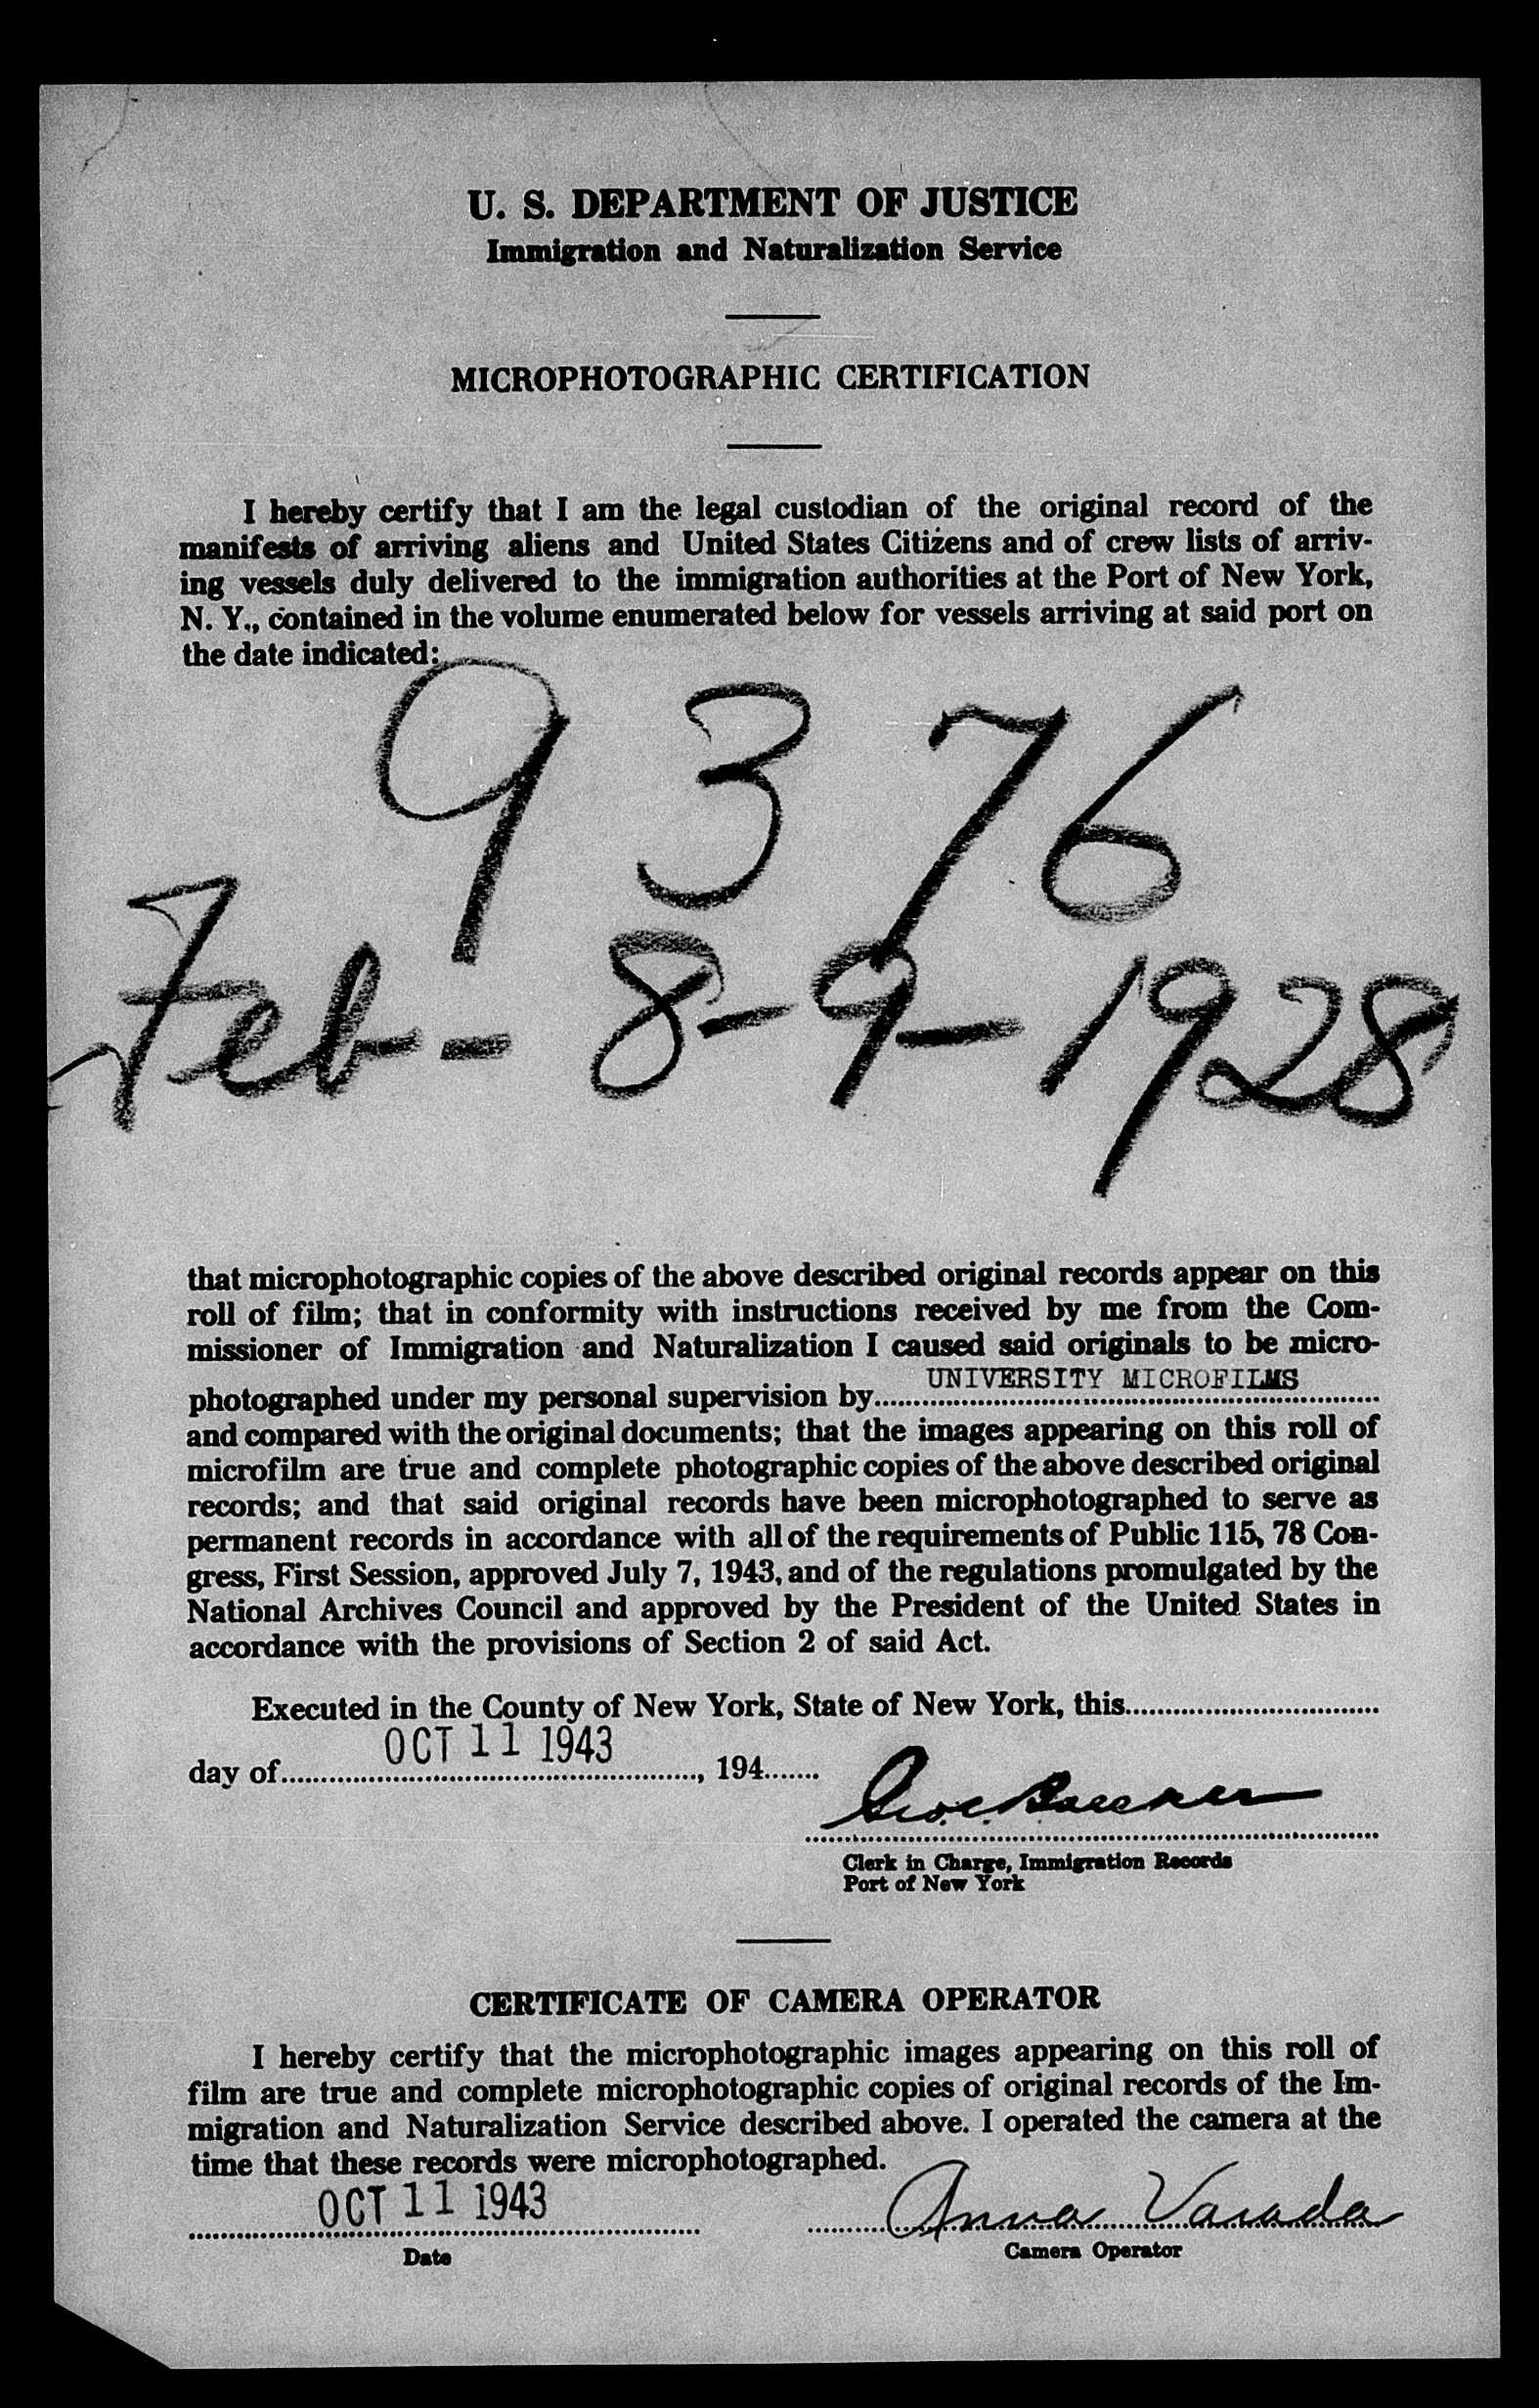 U. S. DEPARTMENT OF JUSTICE
Immigration and Naturalization Service
MICROPHOTOGRAPHIC CERTIFICATION
I hereby certify that I am the legal custodian of the original record of the
manifests of arriving aliens and United States Citizens and of crew lists of arriv-
ing vessels duly delivered to the immigration authorities at the Port of New York,
N. Y., contained in the volume enumerated below for vessels arriving at said port on
the date indicated:
9376
Feb- 8-9-1928
that microphotographic copies of the above described original records appear on this
roll of film; that in conformity with instructions received by me from the Com-
missioner of Immigration and Naturalization I caused said originals to be micro-
photographed under my personal supervision by UNIVERSITY MICROFILMS
and compared with the original documents; that the images appearing on this roll of
microfilm are true and complete photographic copies of the above described original
records; and that said original records have been microphotographed to serve as
permanent records in accordance with all of the requirements of Public 115, 78 Con-
gress, First Session, approved July 7, 1943, and of the regulations promulgated by the
National Archives Council and approved by the President of the United States in
accordance with the provisions of Section 2 of said Act.
Executed in the County of New York, State of New York, this
day of OCT 11 1943, 194
Clerk in Charge, Immigration Records
Port of New York
CERTIFICATE OF CAMERA OPERATOR
I hereby certify that the microphotographic images appearing on this roll of
film are true and complete microphotographic copies of original records of the Im-
migration and Naturalization Service described above. I operated the camera at the
time that these records were microphotographed.
OCT 11 1943 Anna
Date Camera Operator